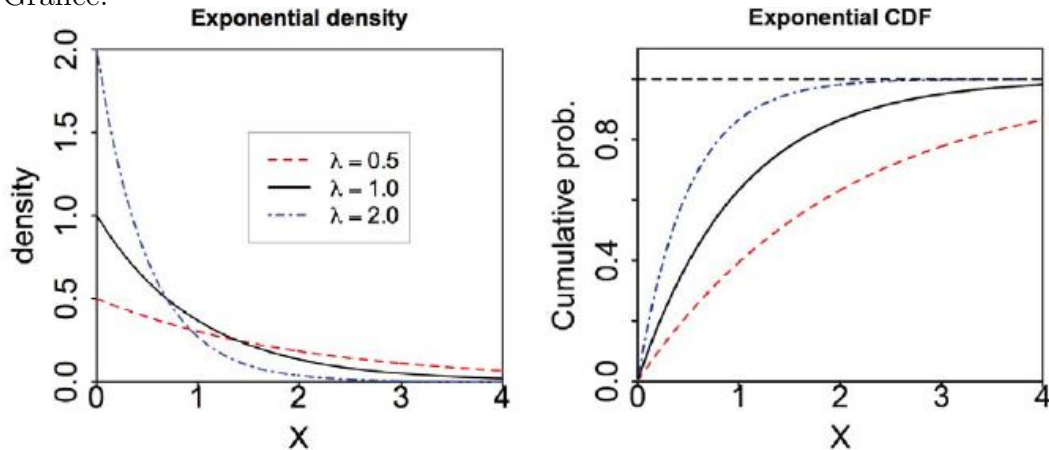 Exponential density
density
0.0
0.5
1.0
1.5
2.0
λ = 0.5
λ = 1.0
λ = 2.0
0
1
2
3
4
X
Exponential CDF
Cumulative prob.
0.0
0.4
0.8
0
1
2
3
4
X